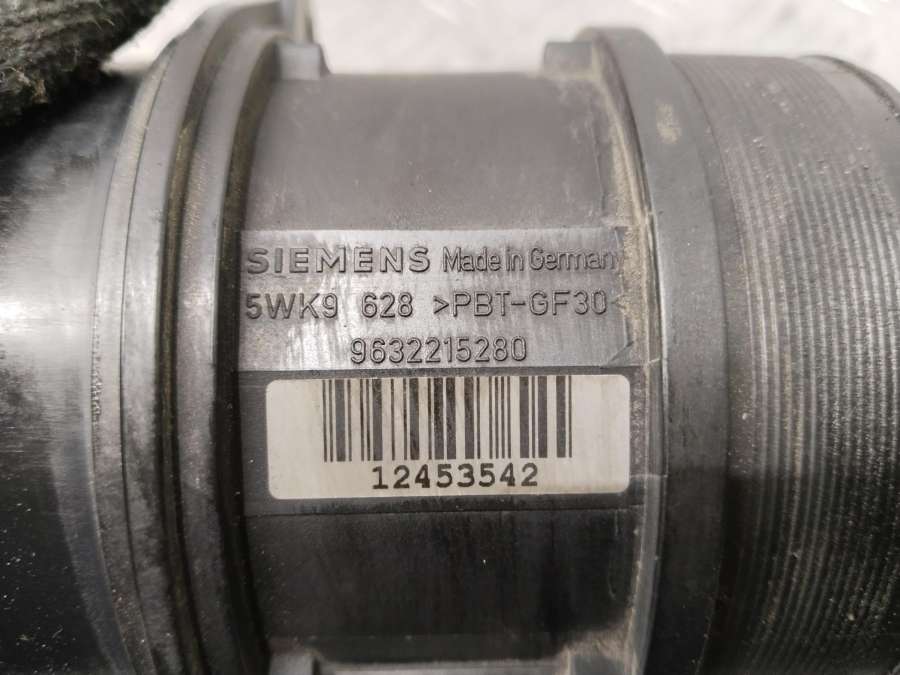 SIEMENS Made in Germany
5WK9 628 >PBT-GF30<
9632215280
12453542